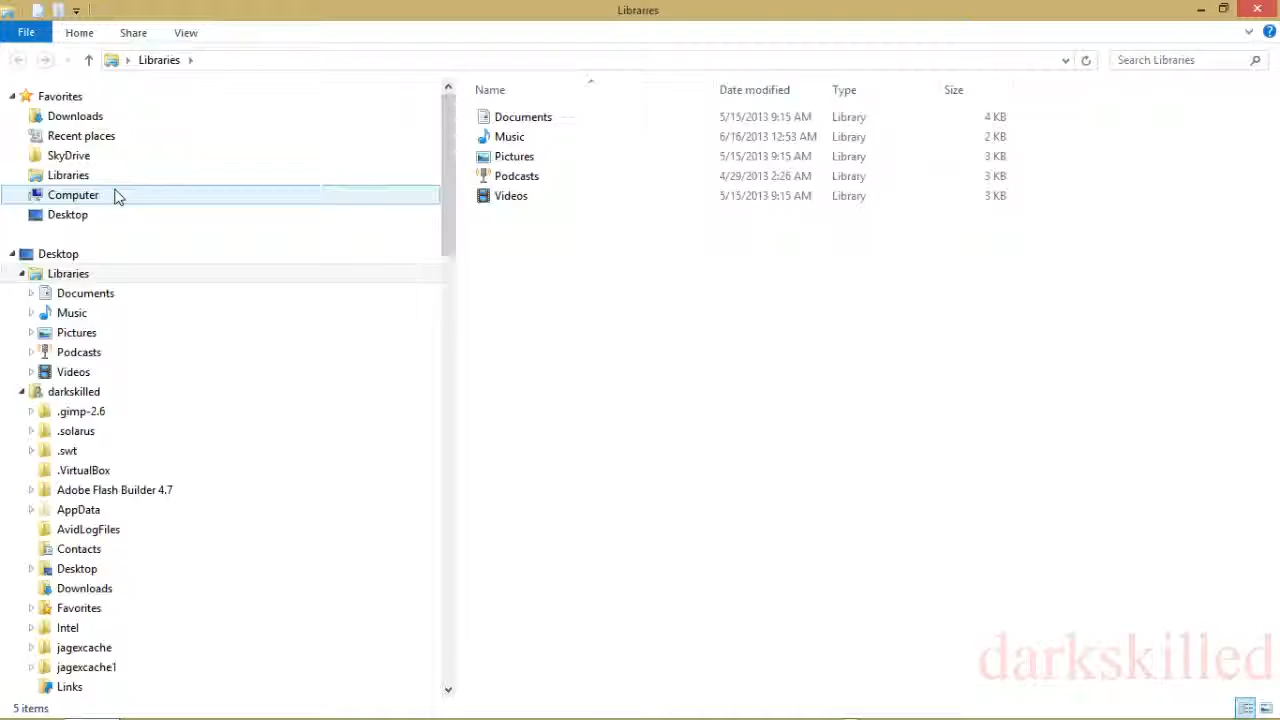 Libraries
File Home Share View
Libraries
Search Libraries
Favorites
Downloads
Recent places
SkyDrive
Libraries
Computer
Desktop
Desktop
Libraries
Documents
Music
Pictures
Podcasts
Videos
darkskilled
.gimp-2.6
.solarus
.swt
.VirtualBox
Adobe Flash Builder 4.7
AppData
AvidLogFiles
Contacts
Desktop
Downloads
Favorites
Intel
jagexcache
jagexcache1
Links
Name Date modified Type Size
Documents 5/15/2013 9:15 AM Library 4 KB
Music 6/16/2013 12:53 AM Library 2 KB
Pictures 5/15/2013 9:15 AM Library 3 KB
Podcasts 4/29/2013 2:26 AM Library 3 KB
Videos 5/15/2013 9:15 AM Library 3 KB
darkskilled
5 items